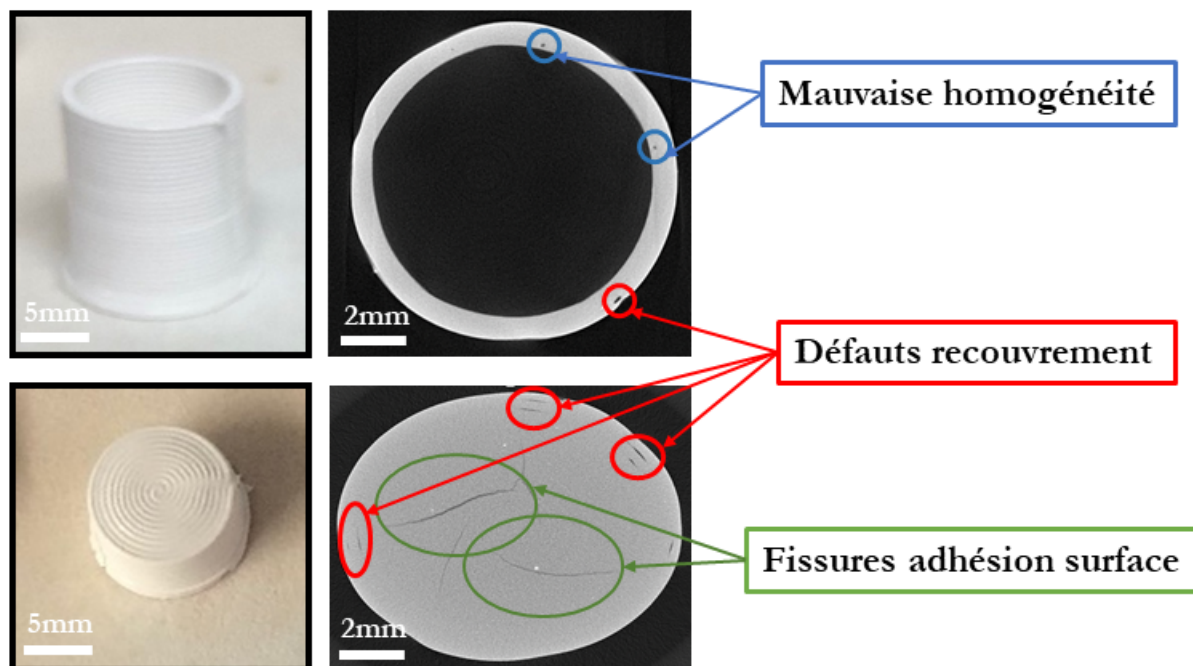 Mauvaise homogénéité
5mm
2mm
Défauts recouvrement
Fissures adhésion surface
5mm
2mm